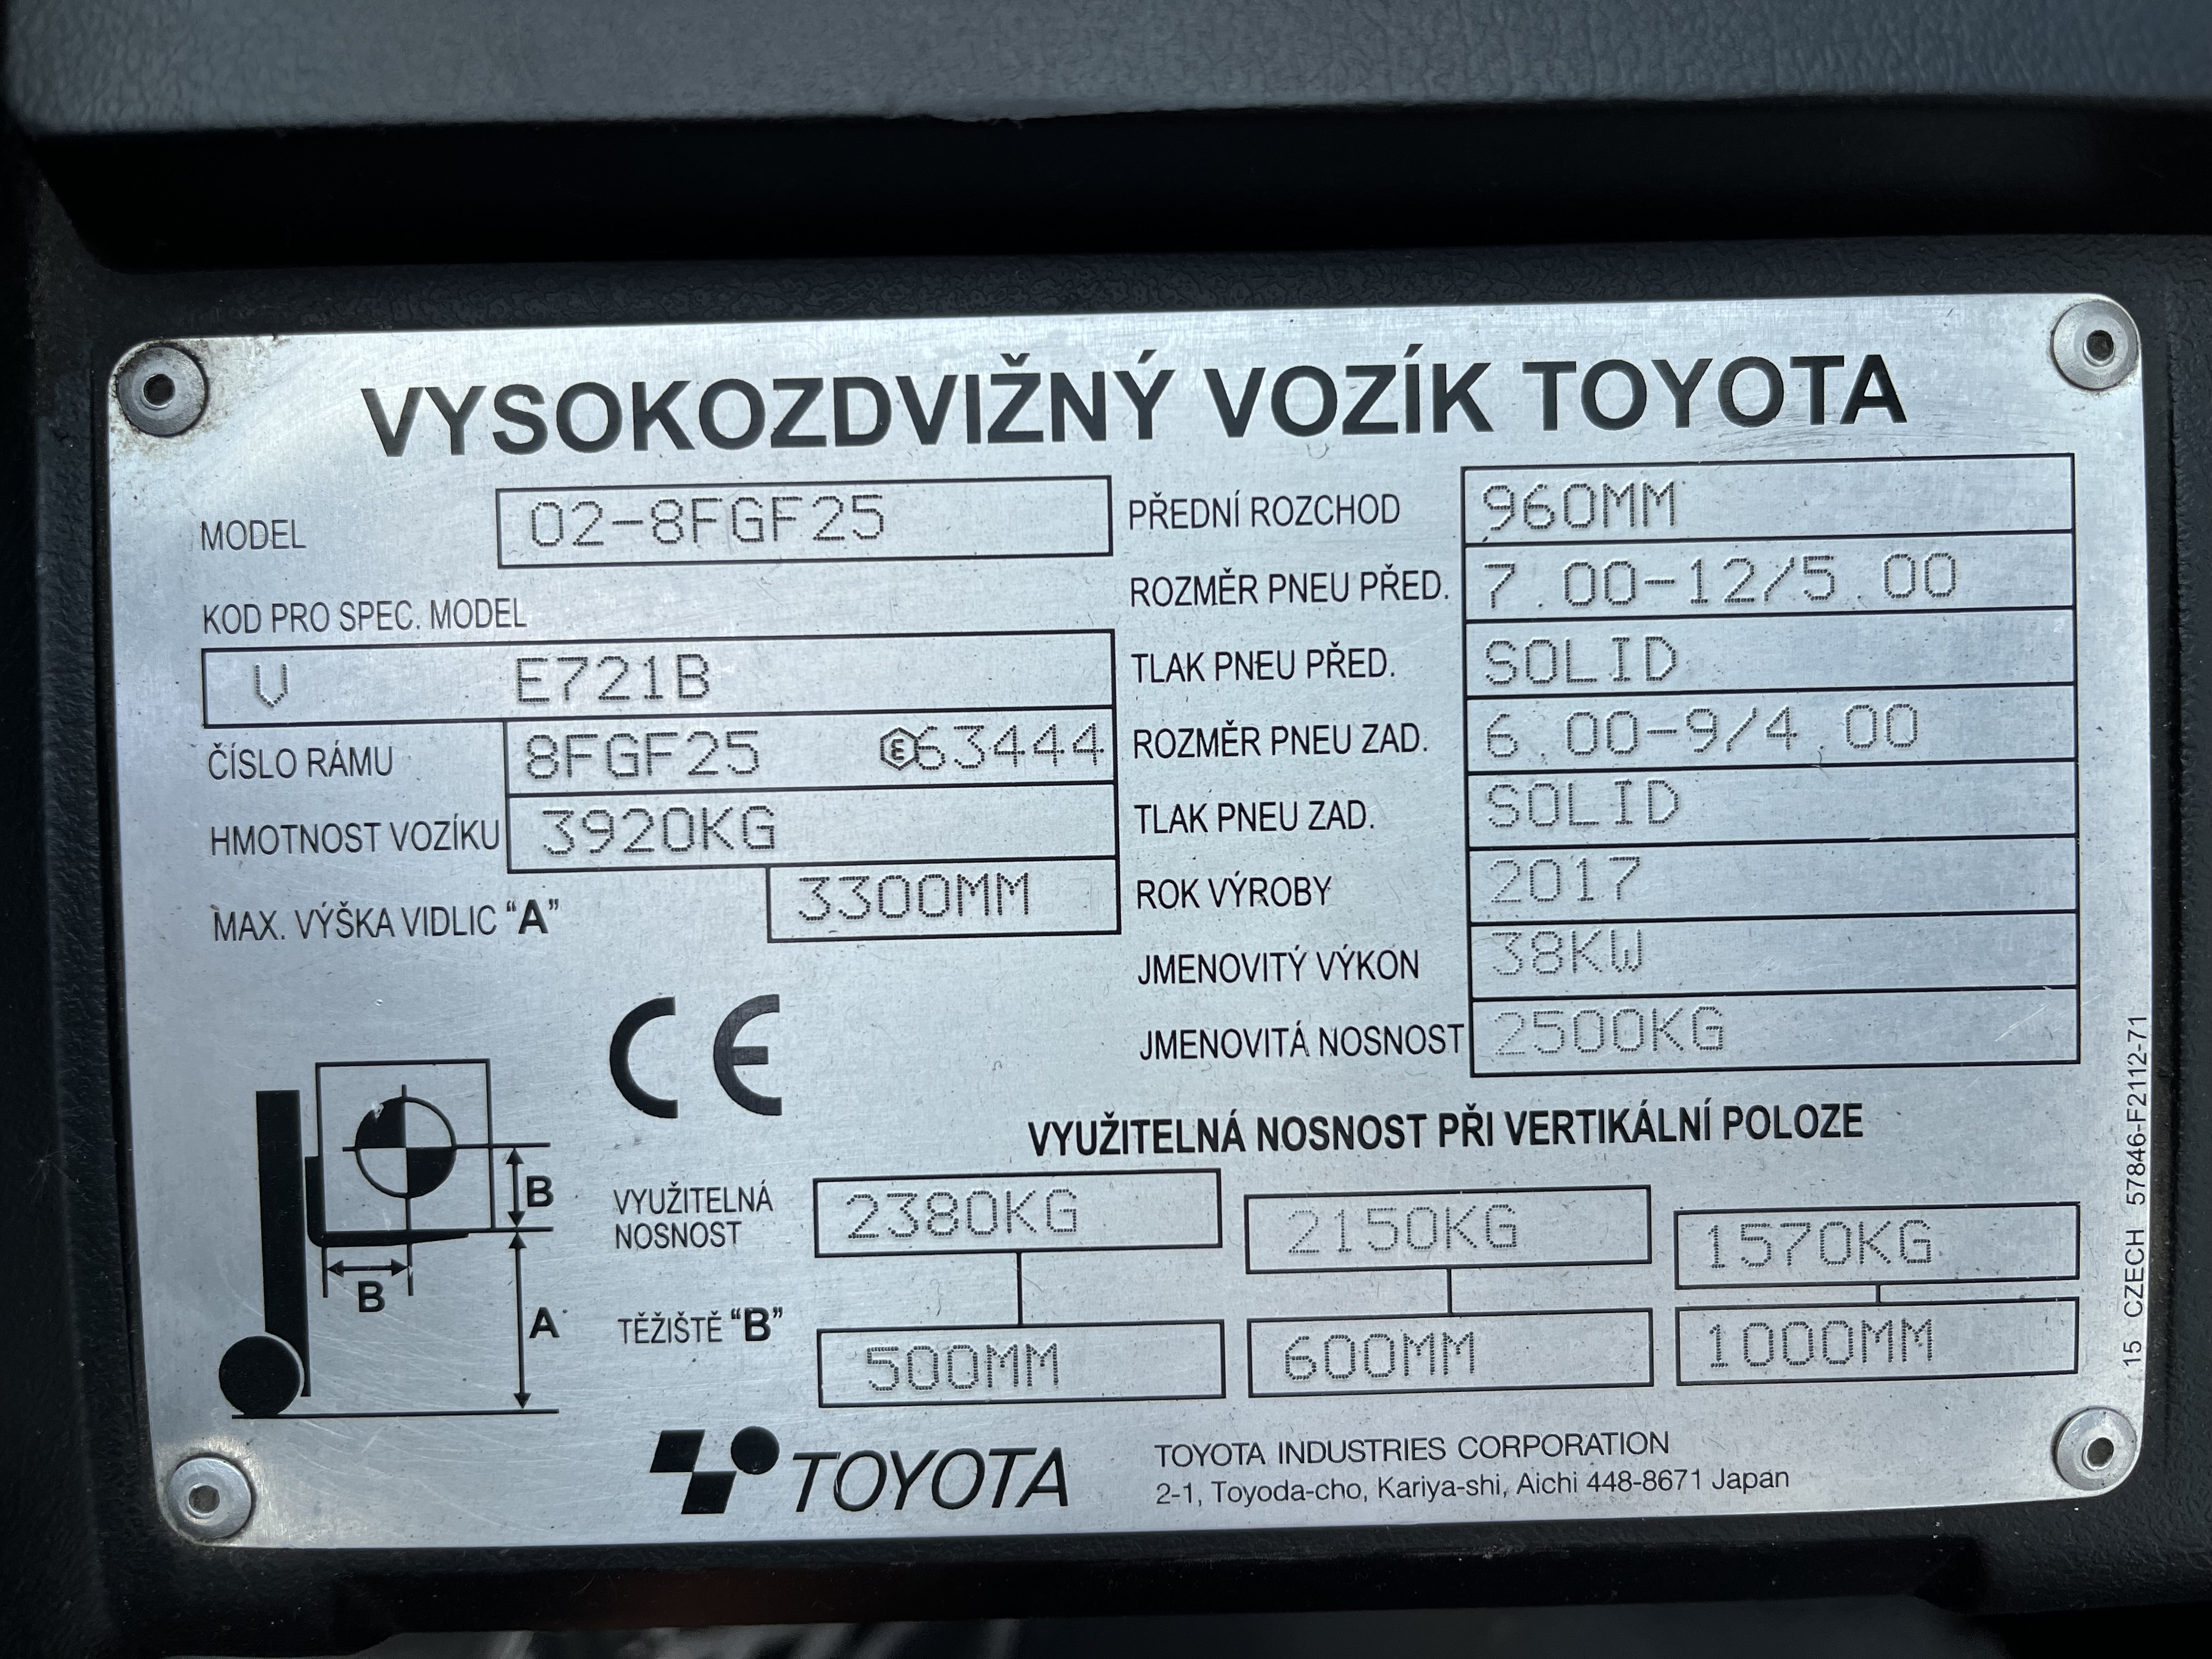 VYSOKOZDVIŽNÝ VOZÍK TOYOTA
MODEL 02-8FGF25
KOD PRO SPEC. MODEL
V E721B
ČÍSLO RÁMU 8FGF25 E63444
HMOTNOST VOZÍKU 3920KG
MAX. VÝŠKA VIDLIC "A" 3300MM
PŘEDNÍ ROZCHOD 960MM
ROZMĚR PNEU PŘED. 7.00-12/5.00
TLAK PNEU PŘED. SOLID
ROZMĚR PNEU ZAD. 6.00-9/4.00
TLAK PNEU ZAD. SOLID
ROK VÝROBY 2017
JMENOVITÝ VÝKON 38KW
JMENOVITÁ NOSNOST 2500KG
CE
B
B
A
VYUŽITELNÁ NOSNOST PŘI VERTIKÁLNÍ POLOZE
VYUŽITELNÁ
NOSNOST
2380KG 2150KG 1570KG
TĚŽIŠTĚ "B" 500MM 600MM 1000MM
TOYOTA
TOYOTA INDUSTRIES CORPORATION
2-1, Toyoda-cho, Kariya-shi, Aichi 448-8671 Japan
15 CZECH 57846-F2112-71